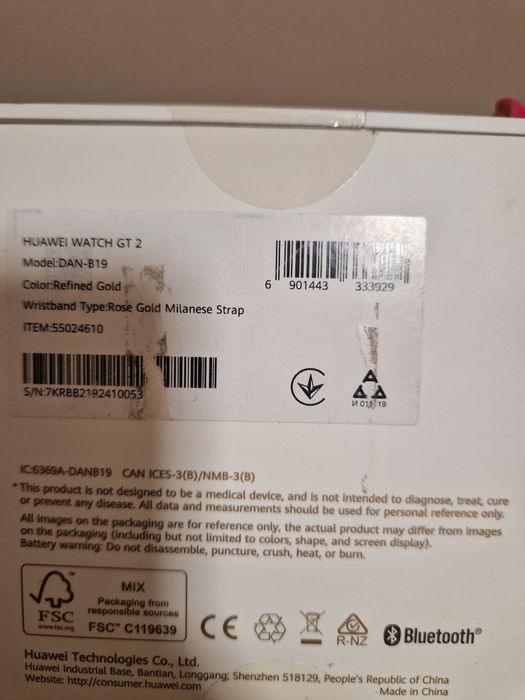 HUAWEI WATCH GT 2
Model:DAN-B19
Color:Refined Gold
Wristband Type:Rose Gold Milanese Strap
ITEM:55024610
6 901443 333929
S/N:7KRBB2192410053
IC:6369A-DANB19 CAN ICES-3(B)/NMB-3(B)
*This product is not designed to be a medical device, and is not intended to diagnose, treat, cure
or prevent any disease. All data and measurements should be used for personal reference only.
All images on the packaging are for reference only, the actual product may differ from images
on the packaging (including but not limited to colors, shape, and screen display).
Battery warning: Do not disassemble, puncture, crush, heat, or burn.
FSC
www.fsc.org
MIX
Packaging from
responsible sources
FSC™ C119639
CE
R-NZ
Bluetooth®
Huawei Technologies Co., Ltd.
Huawei Industrial Base, Bantian, Longgang, Shenzhen 518129, People's Republic of China
Website: http://consumer.huawei.com
Made in China